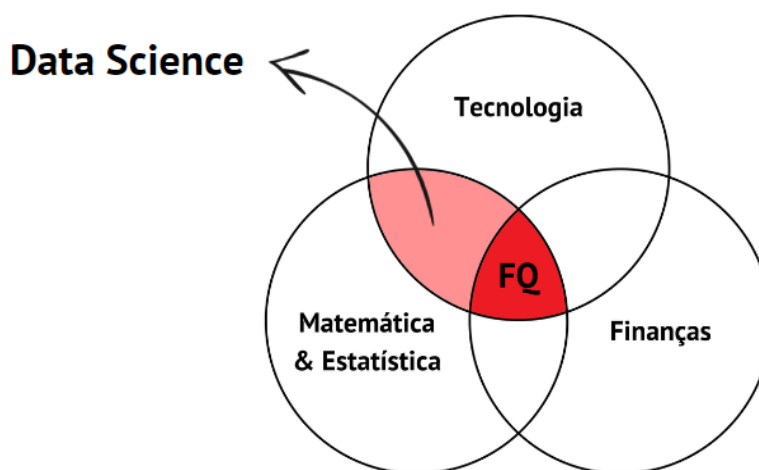 Data Science
Tecnologia
FQ
Matemática
& Estatística
Finanças